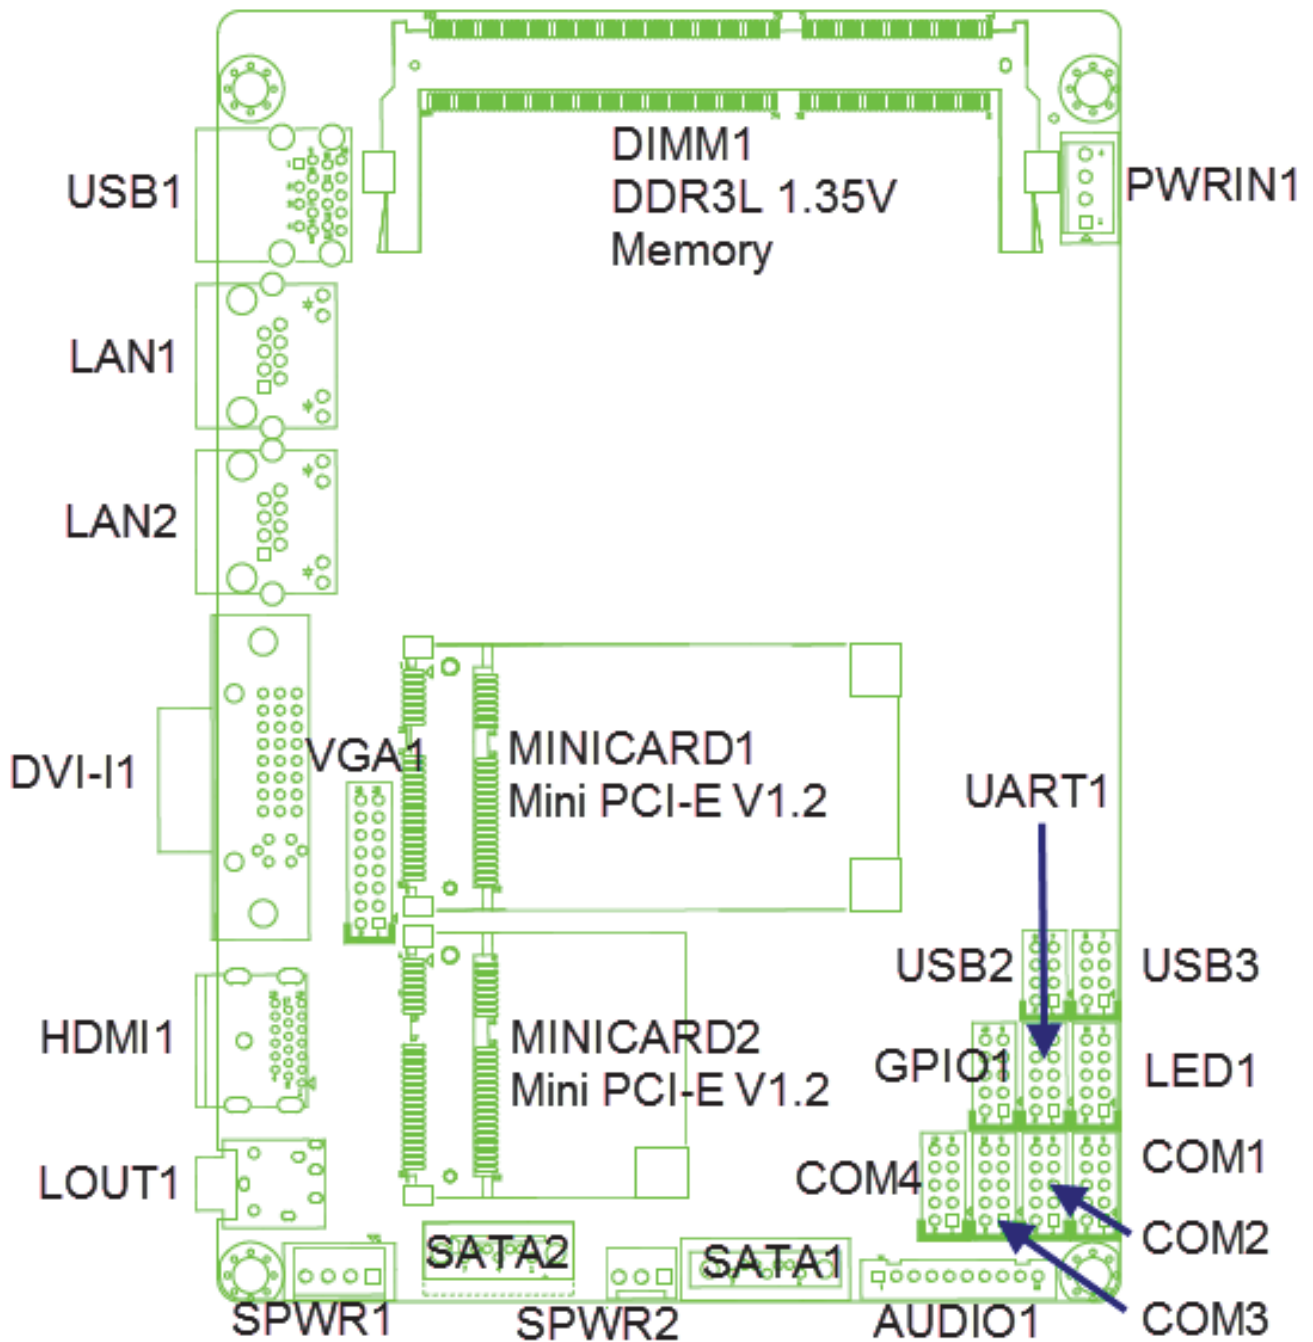 DIMM1
DDR3L 1.35V
Memory
USB1
PWRIN1
LAN1
LAN2
DVI-I1
VGA1
MINICARD1
Mini PCI-E V1.2
UART1
USB2
USB3
HDMI1
MINICARD2
Mini PCI-E V1.2
GPIO1
LED1
LOUT1
COM4
COM1
COM2
SATA2
SATA1
SPWR1
SPWR2
AUDIO1
COM3